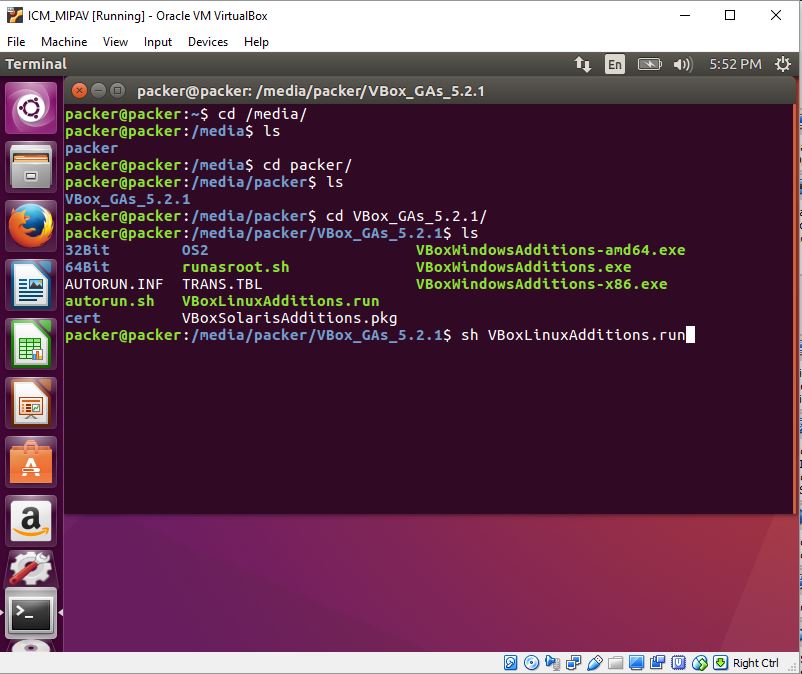 ICM_MIPAV [Running] - Oracle VM VirtualBox
File Machine View Input Devices Help
Terminal En 5:52 PM
packer@packer: /media/packer/VBox_GAs_5.2.1
packer@packer:~$ cd /media/
packer@packer:/media$ ls
packer
packer@packer:/media$ cd packer/
packer@packer:/media/packer$ ls
VBox_GAs_5.2.1
packer@packer:/media/packer$ cd VBox_GAs_5.2.1/
packer@packer:/media/packer/VBox_GAs_5.2.1$ ls
32Bit OS2 VBoxWindowsAdditions-amd64.exe
64Bit runasroot.sh VBoxWindowsAdditions.exe
AUTORUN.INF TRANS.TBL VBoxWindowsAdditions-x86.exe
autorun.sh VBoxLinuxAdditions.run
cert VBoxSolarisAdditions.pkg
packer@packer:/media/packer/VBox_GAs_5.2.1$ sh VBoxLinuxAdditions.run
Right Ctrl